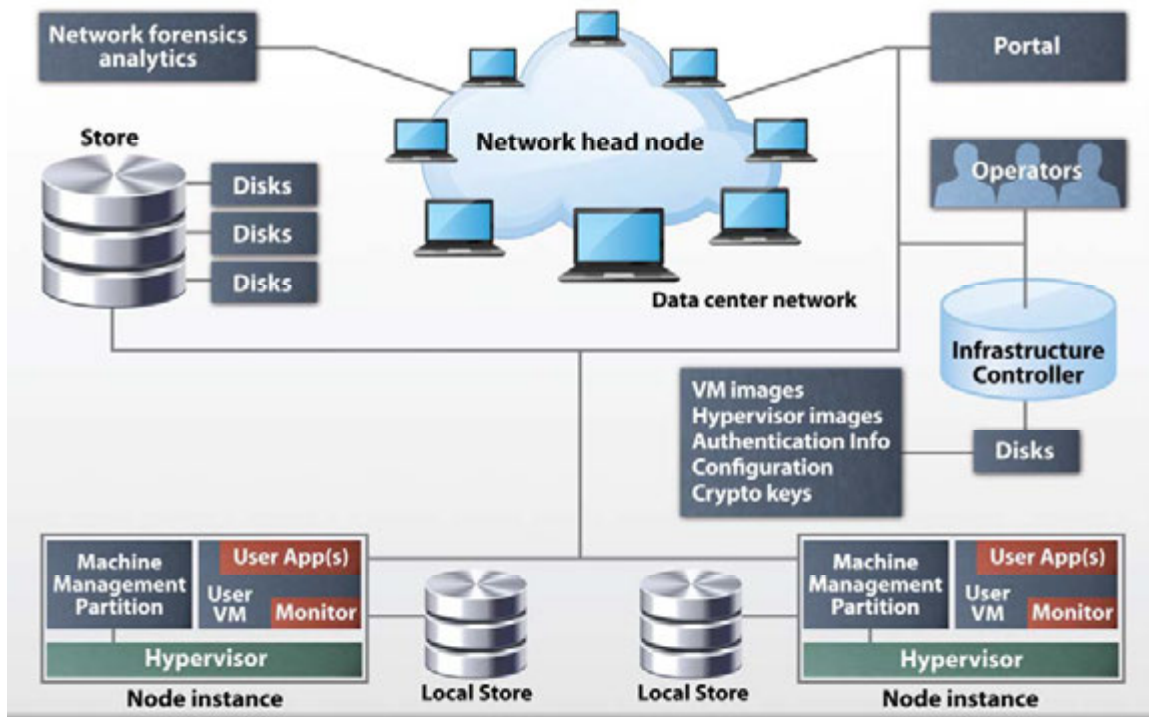 Network forensics
analytics
Portal
Network head node
Store
Disks
Disks
Disks
Operators
Data center network
Infrastructure
Controller
VM images
Hypervisor images
Authentication Info
Configuration
Crypto keys
Disks
Machine
Management
Partition
User App(s)
User
VM
Monitor
Hypervisor
Node instance
Local Store
Local Store
Machine
Management
Partition
User App(s)
User
VM
Monitor
Hypervisor
Node instance